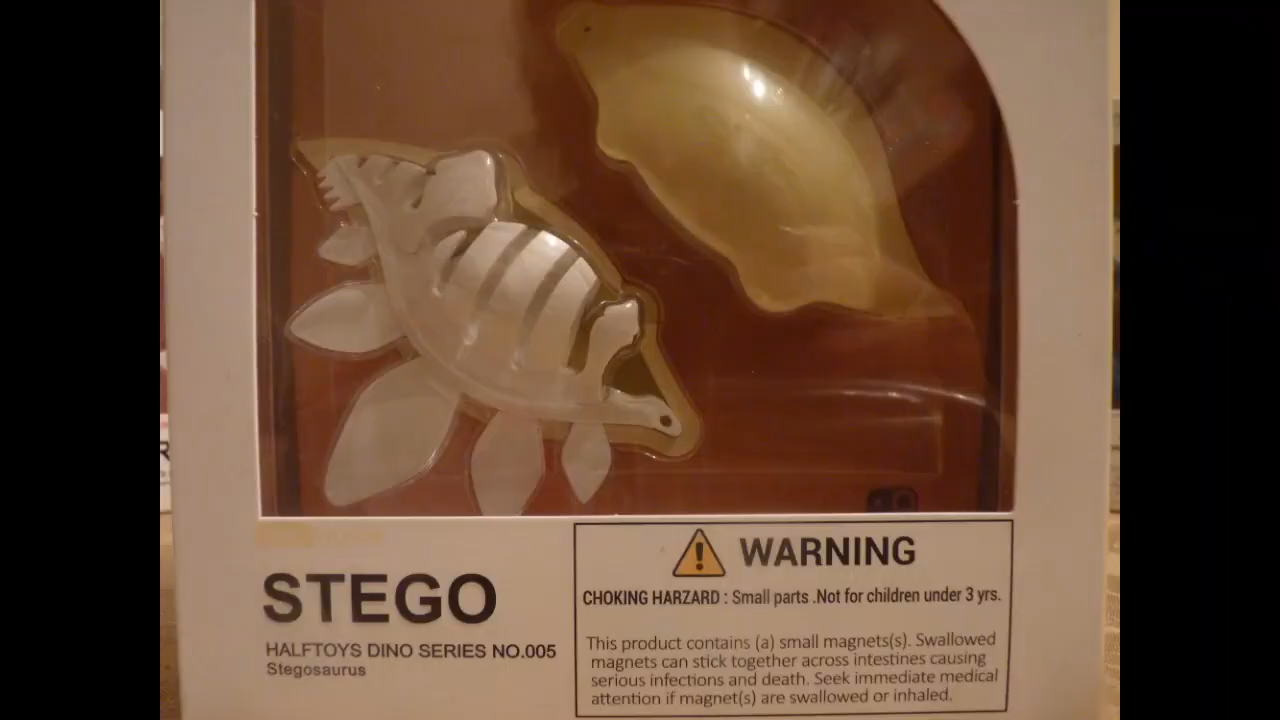 STEGO
HALFTOYS DINO SERIES NO.005
Stegosaurus
WARNING
CHOKING HARZARD : Small parts .Not for children under 3 yrs.
This product contains (a) small magnets(s). Swallowed
magnets can stick together across intestines causing
serious infections and death. Seek immediate medical
attention if magnet(s) are swallowed or inhaled.